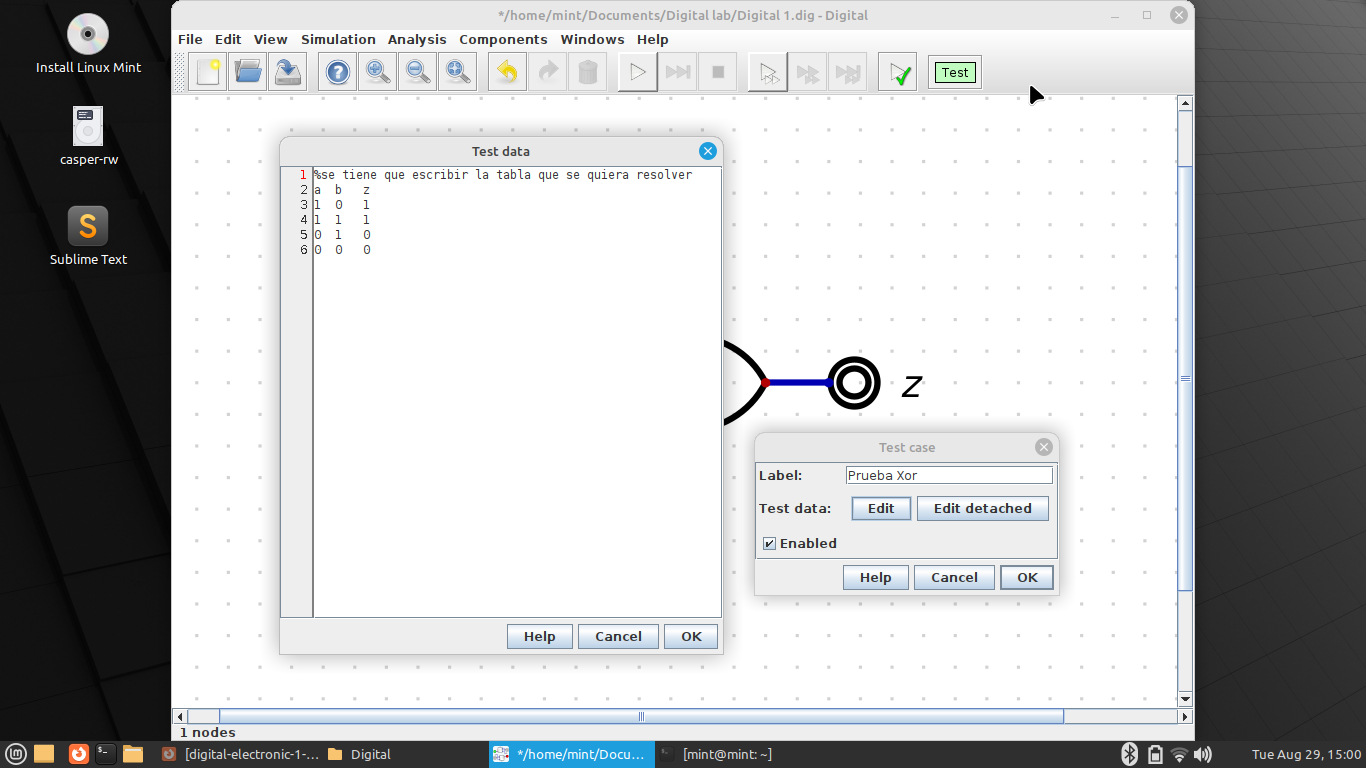 */home/mint/Documents/Digital lab/Digital 1.dig - Digital
File Edit View Simulation Analysis Components Windows Help
Test
Install Linux Mint
casper-rw
Sublime Text
Test data
1 %se tiene que escribir la tabla que se quiera resolver
2 a b z
3 1 0 1
4 1 1 1
5 0 1 0
6 0 0 0
Help Cancel OK
z
Test case
Label: Prueba Xor
Test data: Edit Edit detached
Enabled
Help Cancel OK
1 nodes
[digital-electronic-1-... Digital */home/mint/Docu... [mint@mint: ~] Tue Aug 29, 15:00